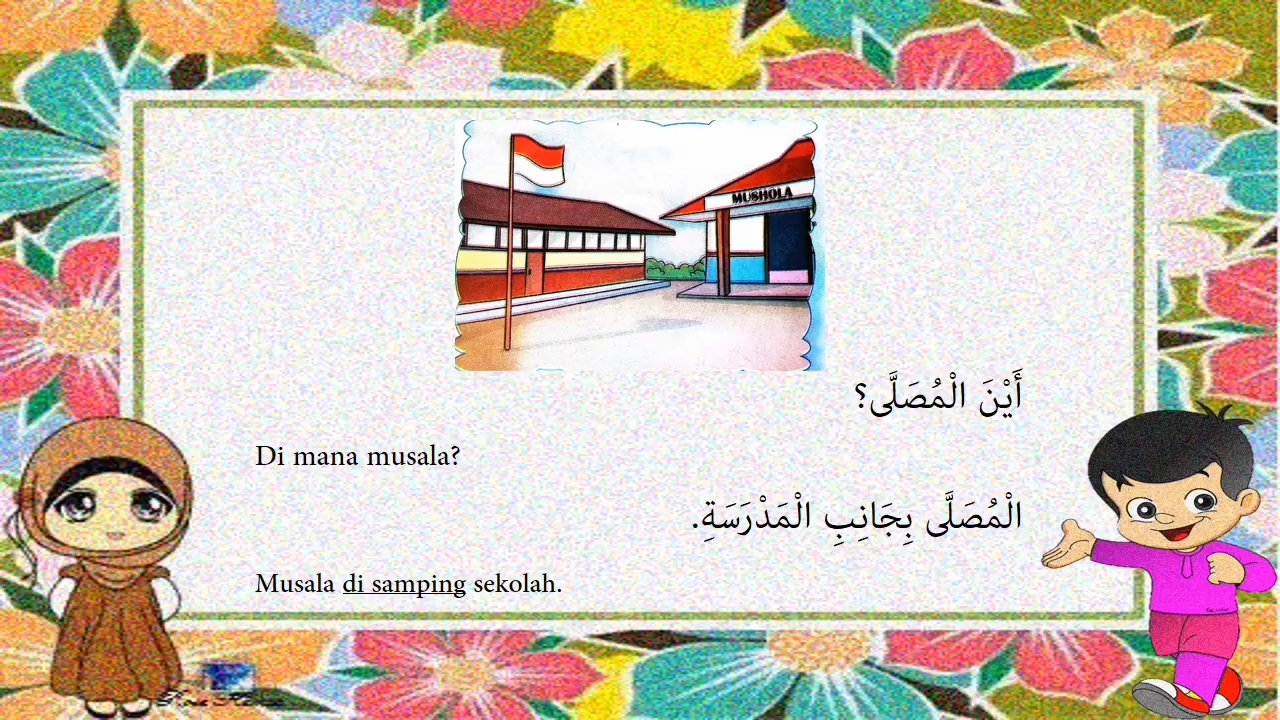 MUSHOLA
أَيْنَ الْمُصَلَّى؟
Di mana musala?
الْمُصَلَّى بِجَانِبِ الْمَدْرَسَةِ.
Musala di samping sekolah.